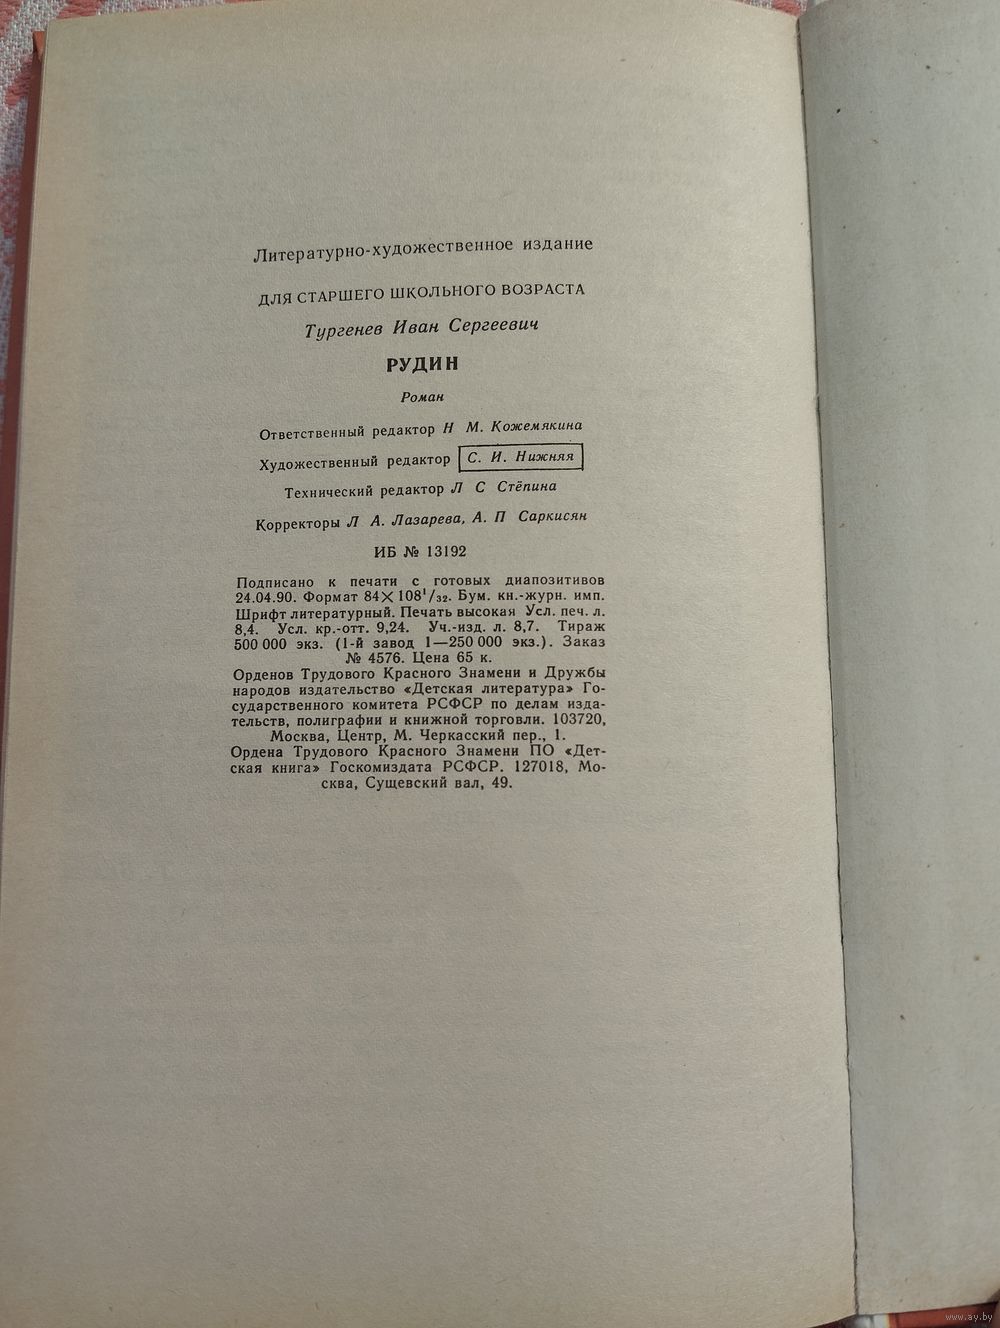 Литературно-художественное издание
ДЛЯ СТАРШЕГО ШКОЛЬНОГО ВОЗРАСТА
Тургенев Иван Сергеевич
РУДИН
Роман
Ответственный редактор Н М. Кожемякина
Художественный редактор С. И. Нижняя
Технический редактор Л С Стёпина
Корректоры Л А. Лазарева, А. П Саркисян
ИБ № 13192
Подписано к печати с готовых диапозитивов
24.04.90. Формат 84×108¹/₃₂. Бум. кн.-журн. имп.
Шрифт литературный. Печать высокая Усл. печ. л.
8,4. Усл. кр.-отт. 9,24. Уч.-изд. л. 8,7. Тираж
500 000 экз. (1-й завод 1—250 000 экз.). Заказ
№ 4576. Цена 65 к.
Орденов Трудового Красного Знамени и Дружбы
народов издательство «Детская литература» Го-
сударственного комитета РСФСР по делам изда-
тельств, полиграфии и книжной торговли. 103720,
Москва, Центр, М. Черкасский пер., 1.
Ордена Трудового Красного Знамени ПО «Дет-
ская книга» Госкомиздата РСФСР. 127018, Мо-
сква, Сущевский вал, 49.
www.ay.by